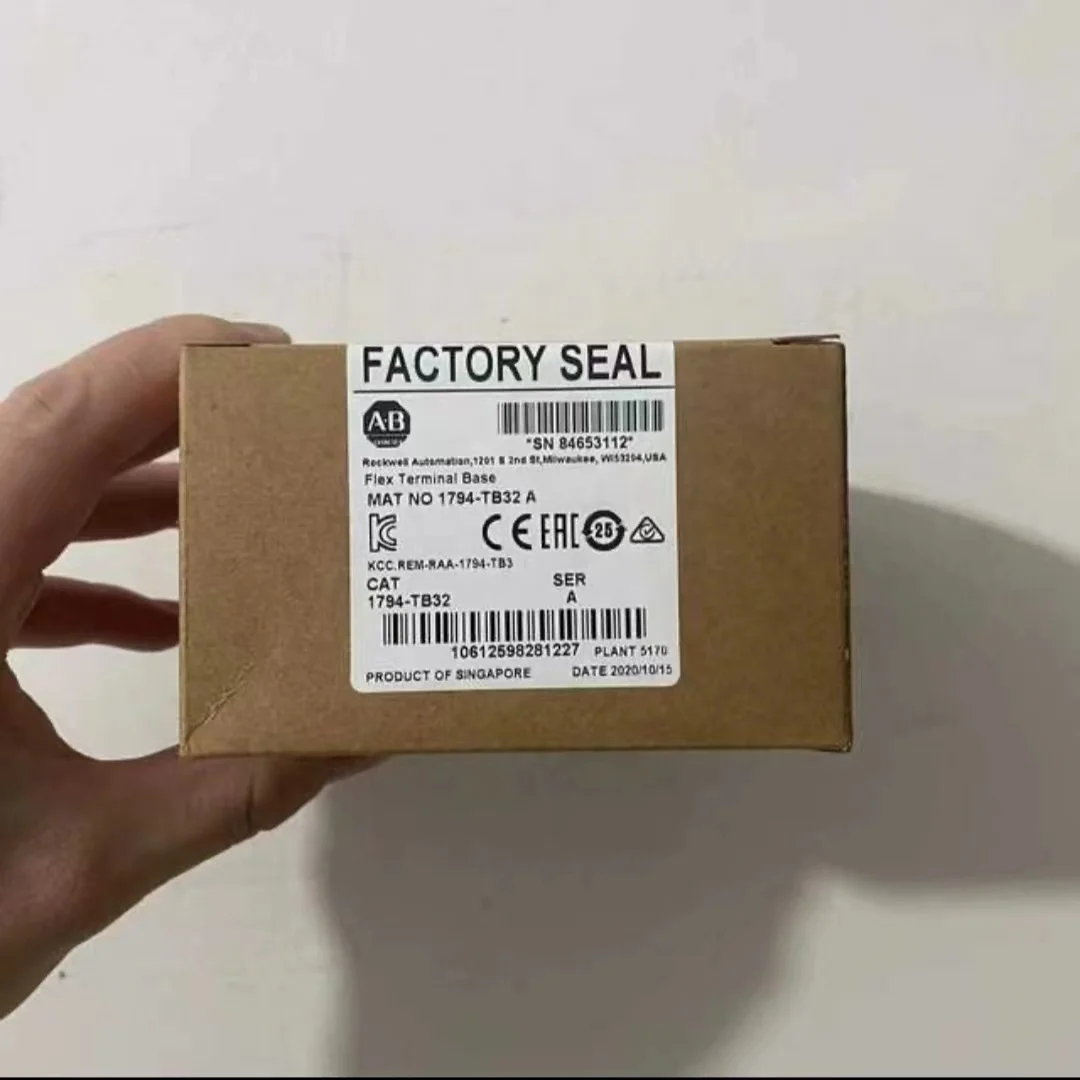 FACTORY SEAL
A·B
*SN 84653112*
Rockwell Automation,1201 S 2nd St,Milwaukee, WI53204,USA
Flex Terminal Base
MAT NO 1794-TB32 A
CE EAC 25
KCC.REM-RAA-1794-TB3
CAT SER
1794-TB32 A
10612598281227 PLANT 5170
PRODUCT OF SINGAPORE DATE 2020/10/15